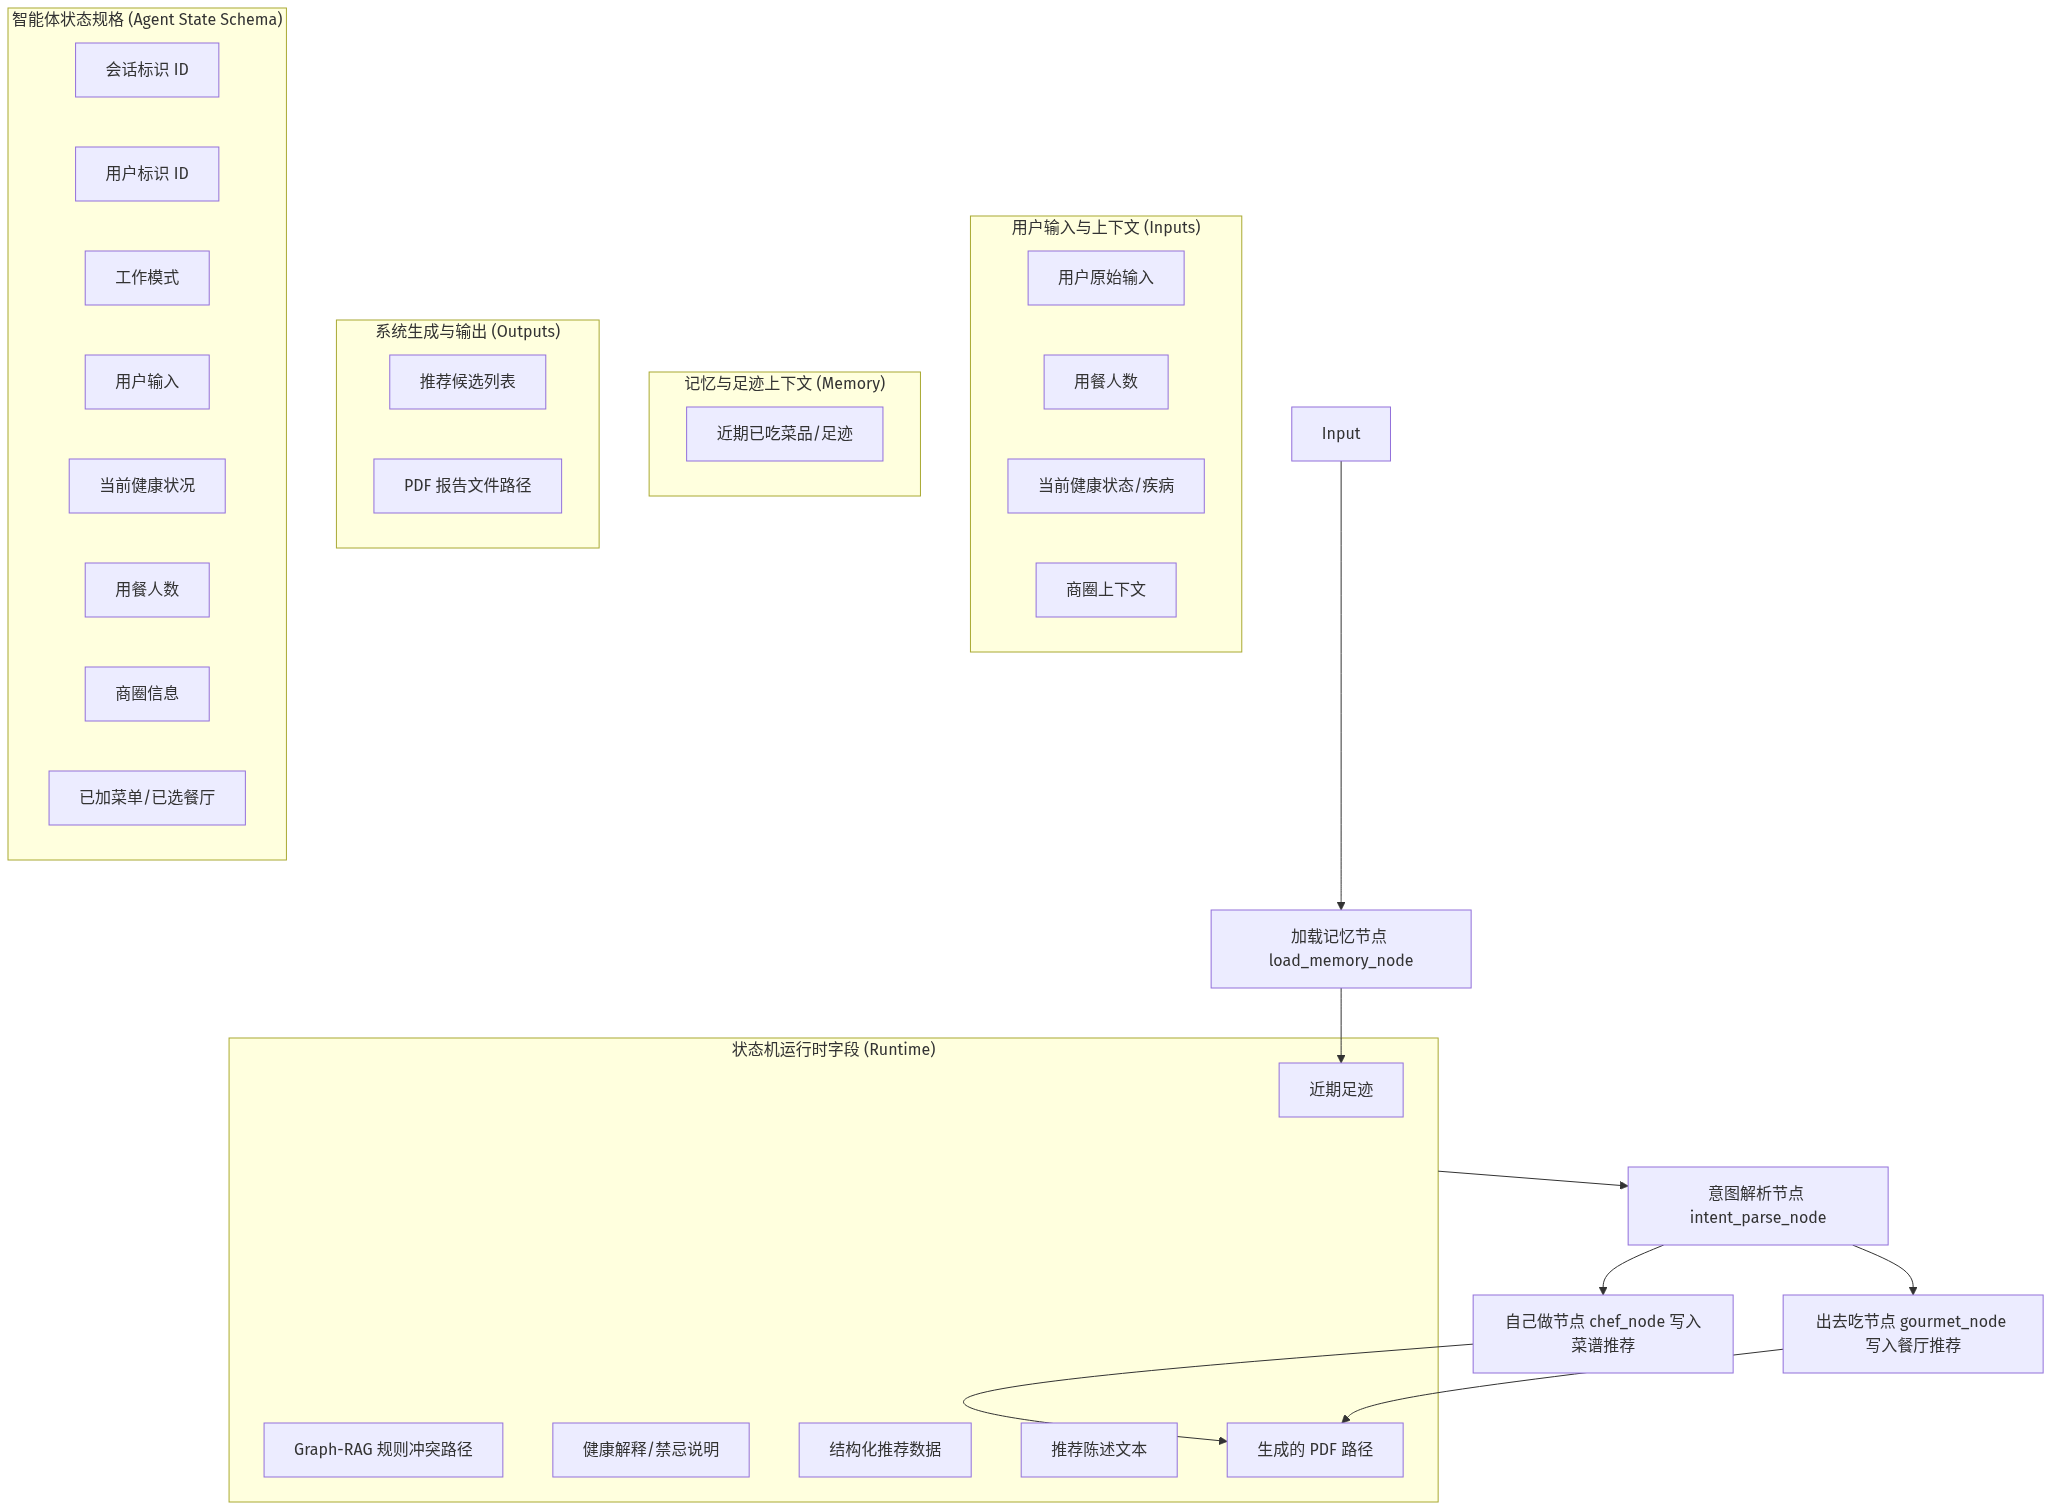 智能体状态规格 (Agent State Schema)
会话标识 ID
用户标识 ID
工作模式
用户输入
当前健康状况
用餐人数
商圈信息
已加菜单/已选餐厅
系统生成与输出 (Outputs)
推荐候选列表
PDF 报告文件路径
记忆与足迹上下文 (Memory)
近期已吃菜品/足迹
用户输入与上下文 (Inputs)
用户原始输入
用餐人数
当前健康状态/疾病
商圈上下文
Input
加载记忆节点
load_memory_node
状态机运行时字段 (Runtime)
近期足迹
意图解析节点
intent_parse_node
自己做节点 chef_node 写入
菜谱推荐
出去吃节点 gourmet_node
写入餐厅推荐
Graph-RAG 规则冲突路径
健康解释/禁忌说明
结构化推荐数据
推荐陈述文本
生成的 PDF 路径